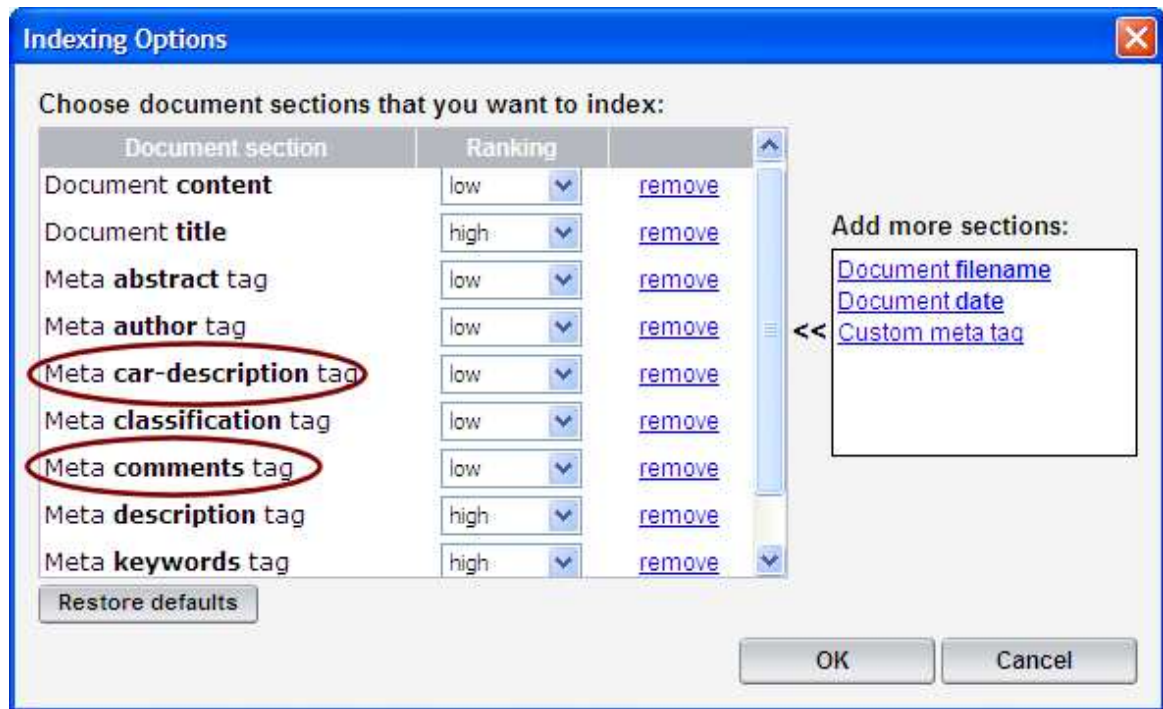 Indexing Options
Choose document sections that you want to index:
Document section Ranking
Document content low remove
Document title high remove
Meta abstract tag low remove
Meta author tag low remove
Meta car-description tag low remove
Meta classification tag low remove
Meta comments tag low remove
Meta description tag high remove
Meta keywords tag high remove
Restore defaults
Add more sections:
<< 
Document filename
Document date
Custom meta tag
OK Cancel